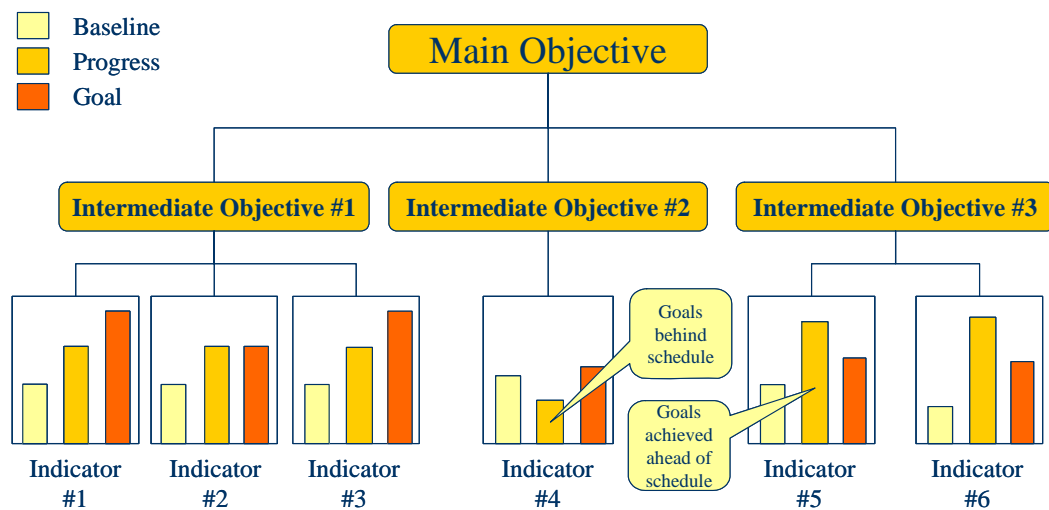 Baseline
Progress
Goal
Main Objective
Intermediate Objective #1
Intermediate Objective #2
Intermediate Objective #3
Goals
behind
schedule
Goals
achieved
ahead of
schedule
Indicator
#1
Indicator
#2
Indicator
#3
Indicator
#4
Indicator
#5
Indicator
#6